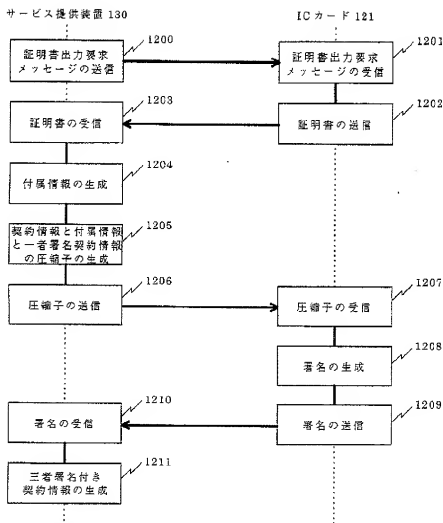 サービス提供装置 130
ICカード 121
1200
証明書出力要求
メッセージの送信
1201
証明書出力要求
メッセージの受信
1202
証明書の送信
1203
証明書の受信
1204
付属情報の生成
1205
契約情報と付属情報
と一者署名契約情報
の圧縮子の生成
1206
圧縮子の送信
1207
圧縮子の受信
1208
署名の生成
1209
署名の送信
1210
署名の受信
1211
三者署名付き
契約情報の生成